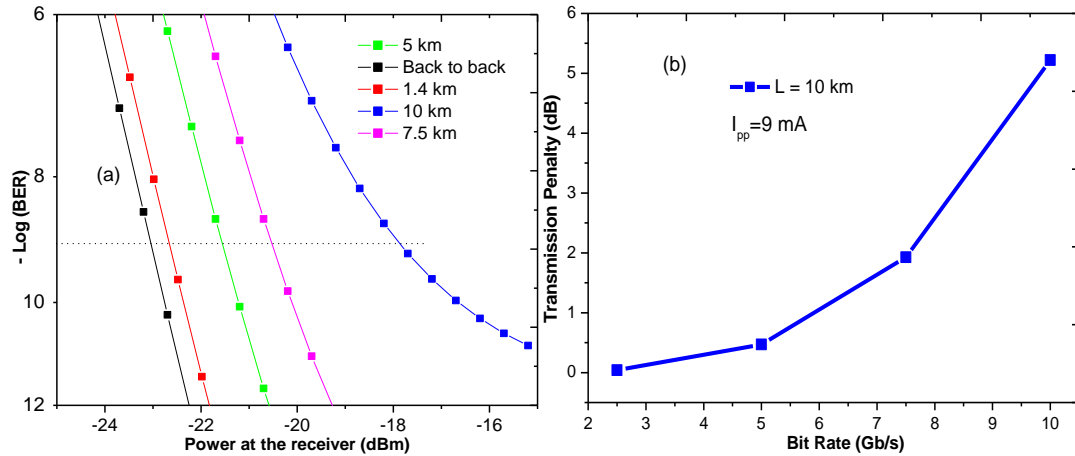 6
8
10
12
- Log (BER)
(a)
5 km
Back to back
1.4 km
10 km
7.5 km
-24
-22
-20
-18
-16
Power at the receiver (dBm)
6
5
4
3
2
1
0
Transmission Penalty (dB)
(b)
L = 10 km
Ipp=9 mA
2
3
4
5
6
7
8
9
10
Bit Rate (Gb/s)